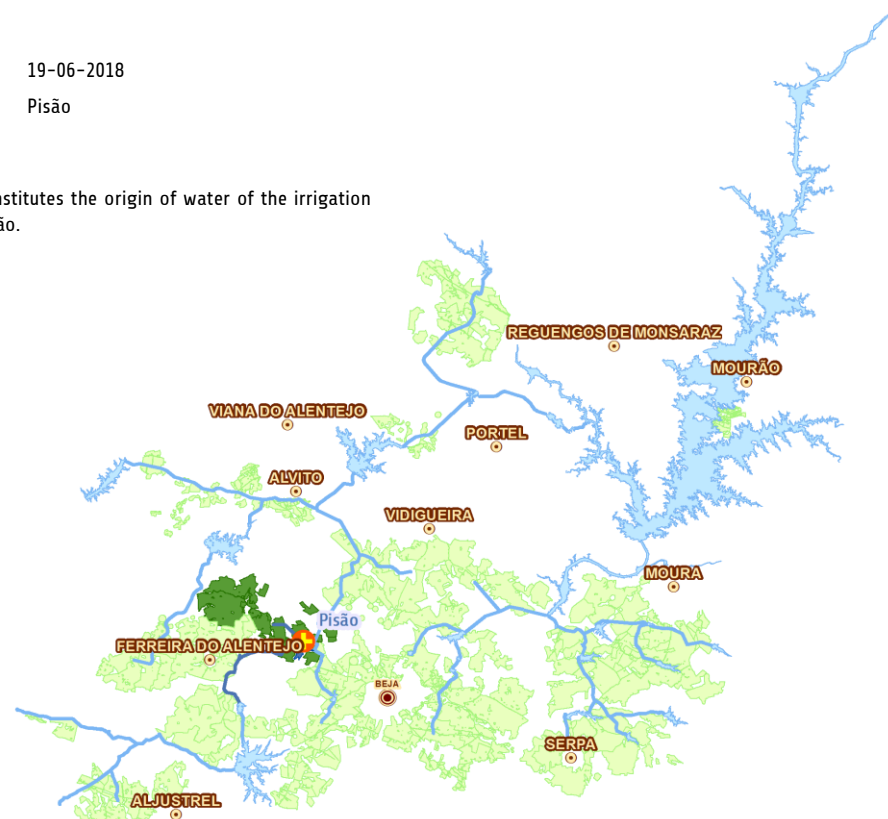 19-06-2018
Pisão
nstitutes the origin of water of the irrigation
ão.
REGUENGOS DE MONSARAZ
MOURÃO
VIANA DO ALENTEJO
PORTEL
ALVITO
VIDIGUEIRA
MOURA
Pisão
FERREIRA DO ALENTEJO
BEJA
SERPA
ALJUSTREL